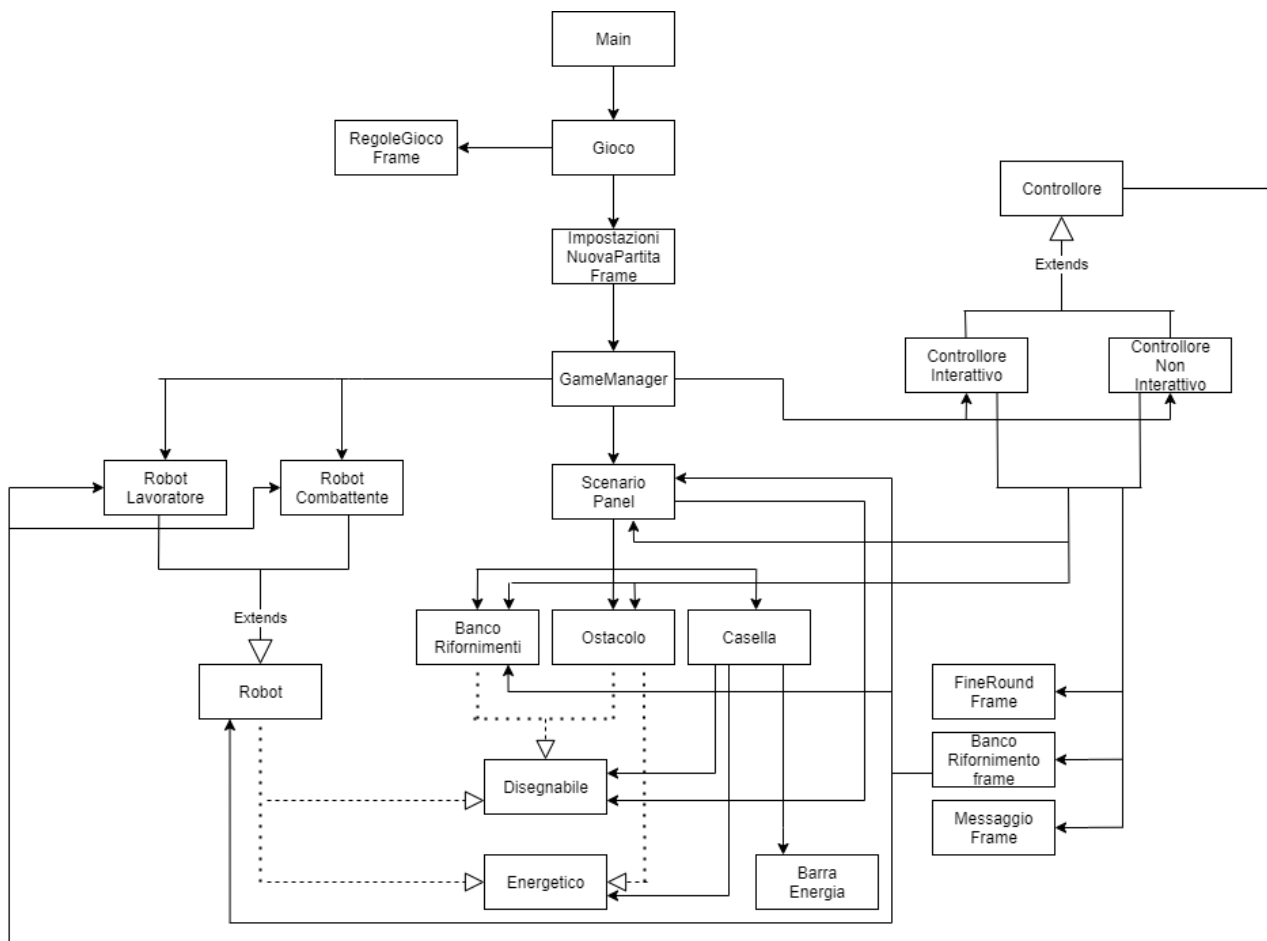 Main
RegoleGioco
Frame
Gioco
Controllore
Impostazioni
NuovaPartita
Frame
Extends
GameManager
Controllore
Interattivo
Controllore
Non
Interattivo
Robot
Lavoratore
Robot
Combattente
Scenario
Panel
Extends
Banco
Rifornimenti
Ostacolo
Casella
Robot
FineRound
Frame
Banco
Rifornimento
frame
Disegnabile
Messaggio
Frame
Energetico
Barra
Energia